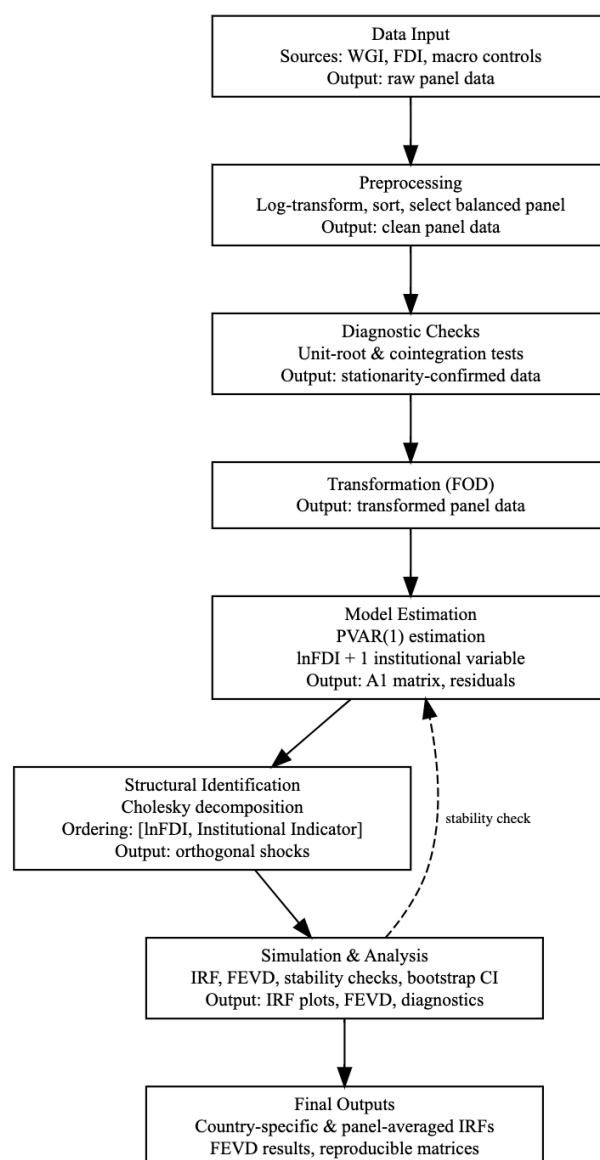 Data Input
Sources: WGI, FDI, macro controls
Output: raw panel data
Preprocessing
Log-transform, sort, select balanced panel
Output: clean panel data
Diagnostic Checks
Unit-root & cointegration tests
Output: stationarity-confirmed data
Transformation (FOD)
Output: transformed panel data
Model Estimation
PVAR(1) estimation
lnFDI + 1 institutional variable
Output: A1 matrix, residuals
Structural Identification
Cholesky decomposition
Ordering: [lnFDI, Institutional Indicator]
Output: orthogonal shocks
stability check
Simulation & Analysis
IRF, FEVD, stability checks, bootstrap CI
Output: IRF plots, FEVD, diagnostics
Final Outputs
Country-specific & panel-averaged IRFs
FEVD results, reproducible matrices